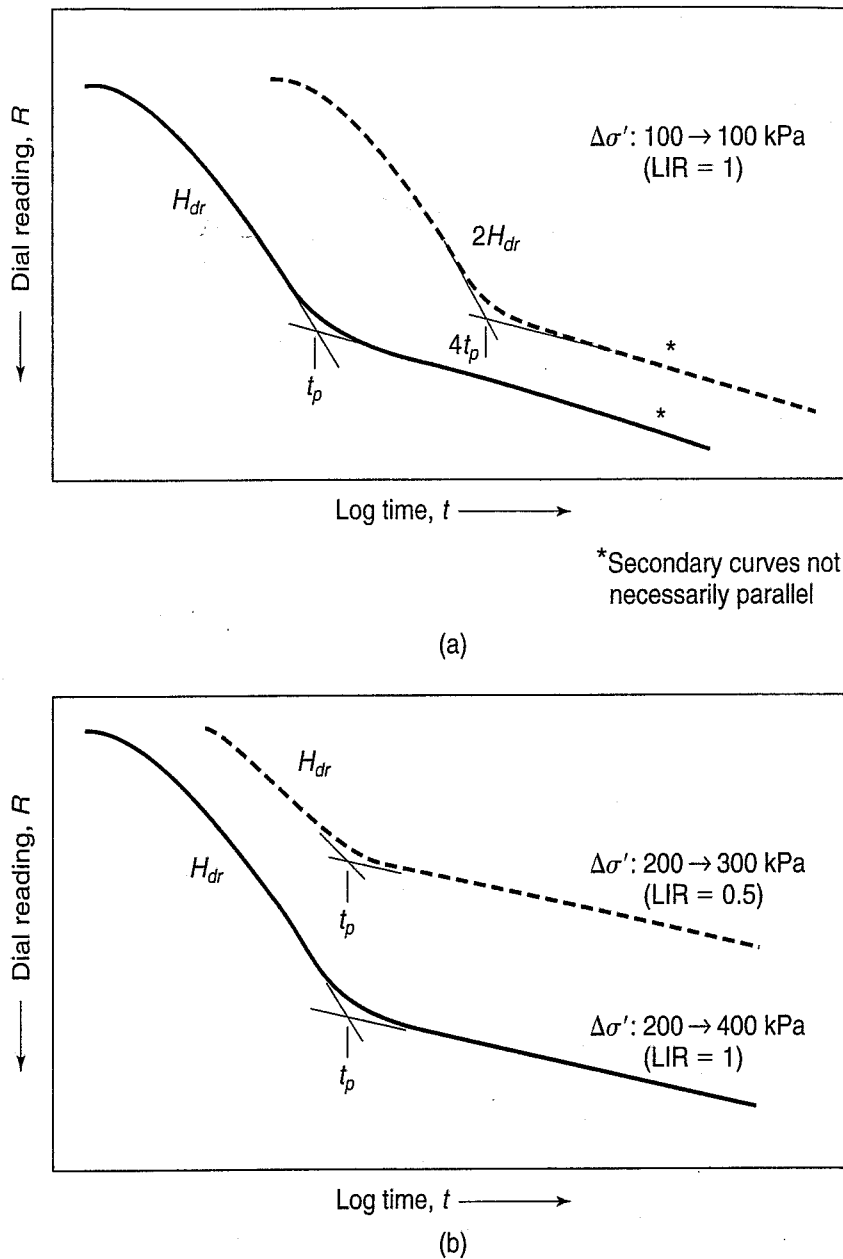 Dial reading, R
H_dr
t_p
2H_dr
4t_p
Δσ′: 100 → 100 kPa
(LIR = 1)
*
*
Log time, t
*Secondary curves not
necessarily parallel
(a)
Dial reading, R
H_dr
H_dr
t_p
t_p
Δσ′: 200 → 300 kPa
(LIR = 0.5)
Δσ′: 200 → 400 kPa
(LIR = 1)
Log time, t
(b)